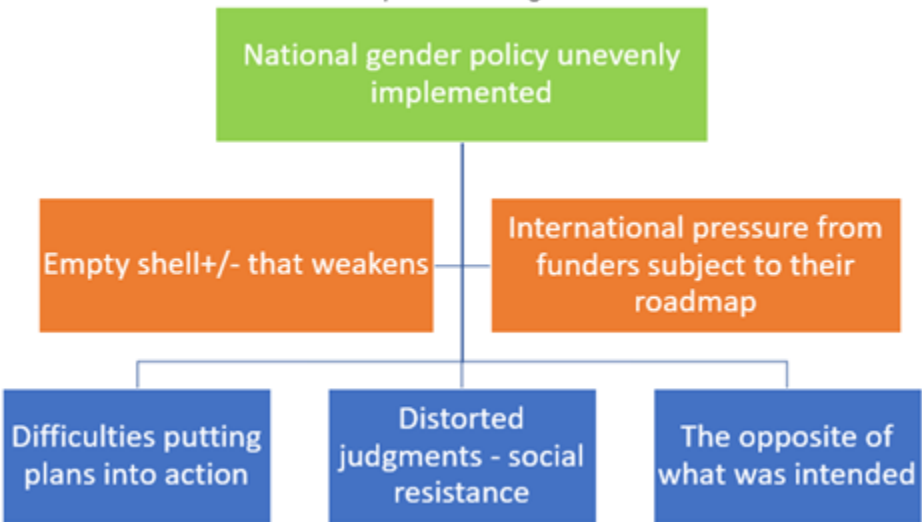 National gender policy unevenly
implemented
Empty shell+/- that weakens
International pressure from
funders subject to their
roadmap
Difficulties putting
plans into action
Distorted
judgments - social
resistance
The opposite of
what was intended